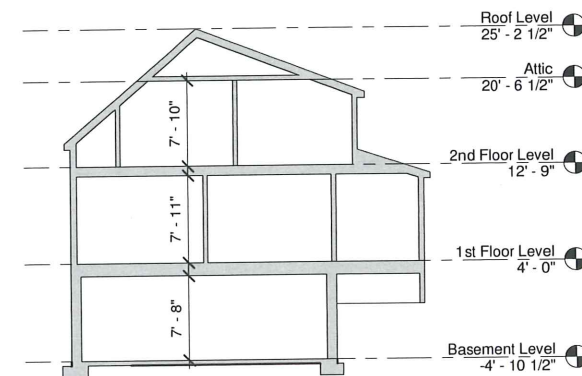 Roof Level
25' - 2 1/2"
Attic
20' - 6 1/2"
7' - 10"
2nd Floor Level
12' - 9"
7' - 11"
1st Floor Level
4' - 0"
7' - 8"
Basement Level
-4' - 10 1/2"